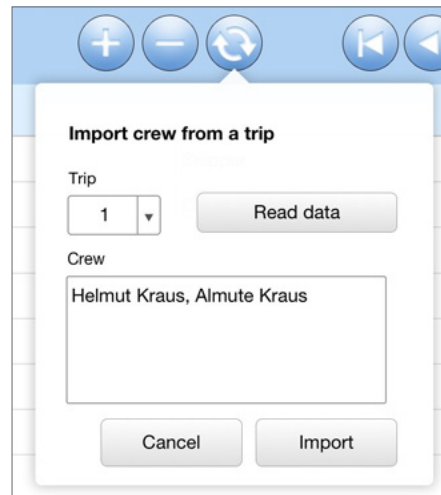 Import crew from a trip
Trip
1
Read data
Crew
Helmut Kraus, Almute Kraus
Cancel
Import